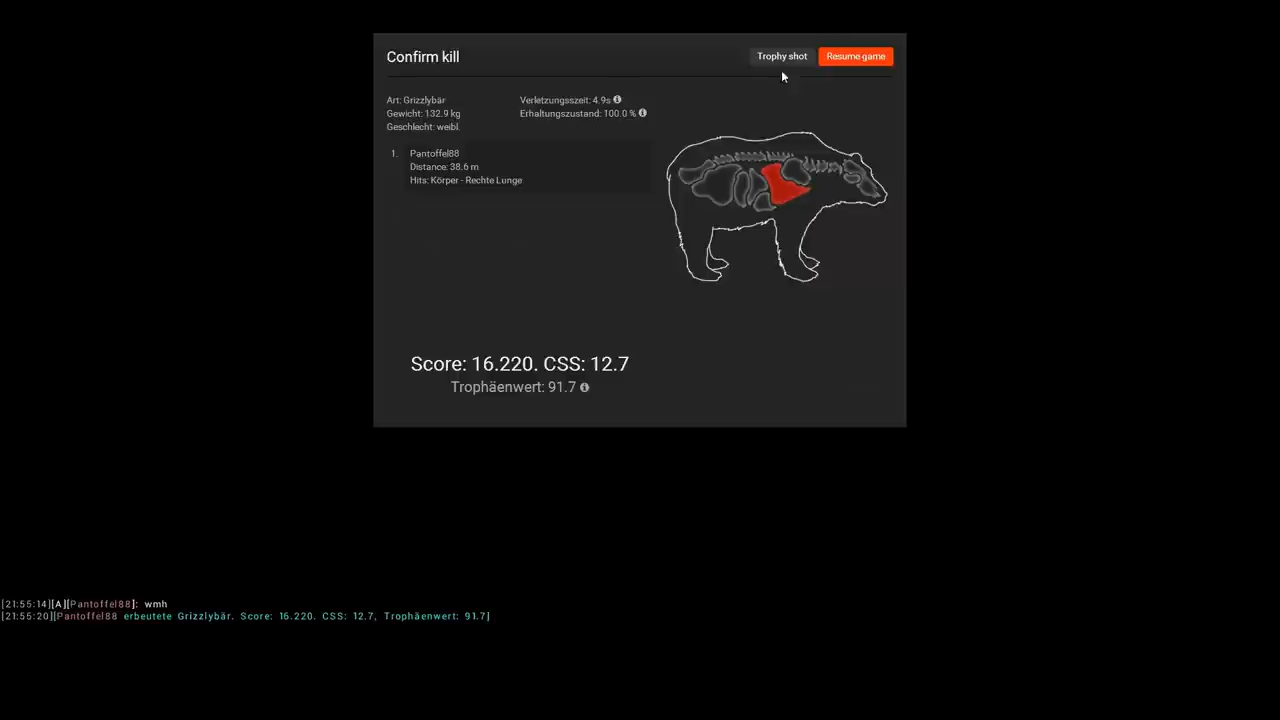 Confirm kill
Trophy shot
Resume game
Art: Grizzlybär
Gewicht: 132.9 kg
Geschlecht: weibl.
Verletzungsszeit: 4.9s
Erhaltungszustand: 100.0 %
1. Pantoffel88
Distance: 38.6 m
Hits: Körper - Rechte Lunge
Score: 16.220. CSS: 12.7
Trophäenwert: 91.7
[21:55:14][A][Pantoffel88]: wmh
[21:55:20][Pantoffel88 erbeutete Grizzlybär. Score: 16.220. CSS: 12.7, Trophäenwert: 91.7]